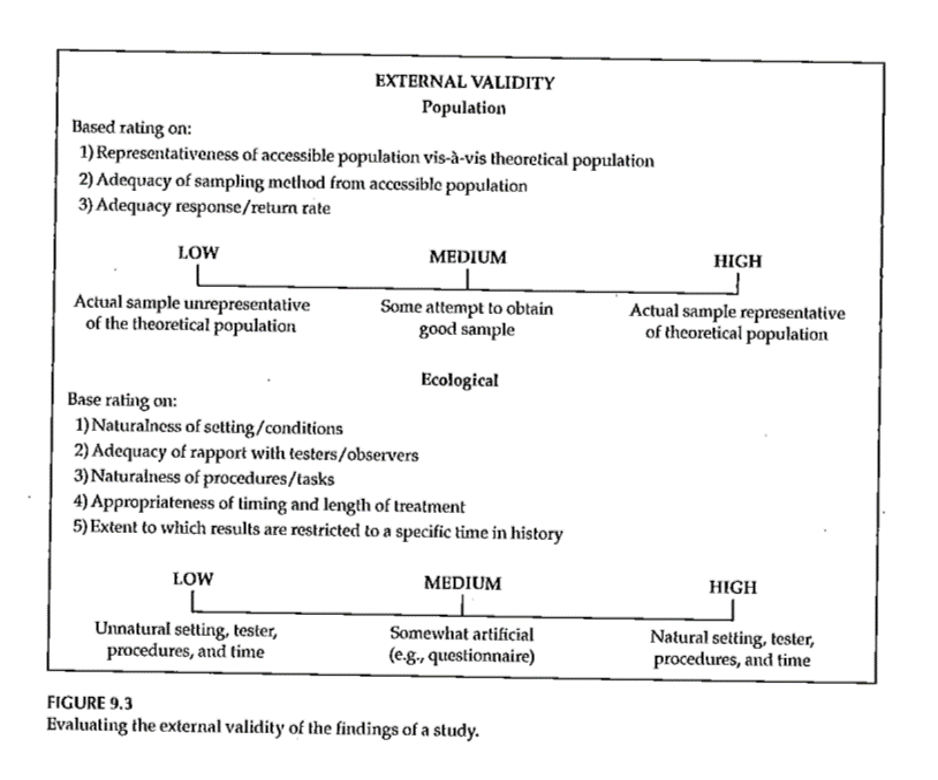 EXTERNAL VALIDITY
Population
Based rating on:
1) Representativeness of accessible population vis-à-vis theoretical population
2) Adequacy of sampling method from accessible population
3) Adequacy response/return rate
LOW
MEDIUM
HIGH
Actual sample unrepresentative
of the theoretical population
Some attempt to obtain
good sample
Actual sample representative
of theoretical population
Ecological
Base rating on:
1) Naturalness of setting/conditions
2) Adequacy of rapport with testers/observers
3) Naturalness of procedures/tasks
4) Appropriateness of timing and length of treatment
5) Extent to which results are restricted to a specific time in history
LOW
MEDIUM
HIGH
Unnatural setting, tester,
procedures, and time
Somewhat artificial
(e.g., questionnaire)
Natural setting, tester,
procedures, and time
FIGURE 9.3
Evaluating the external validity of the findings of a study.